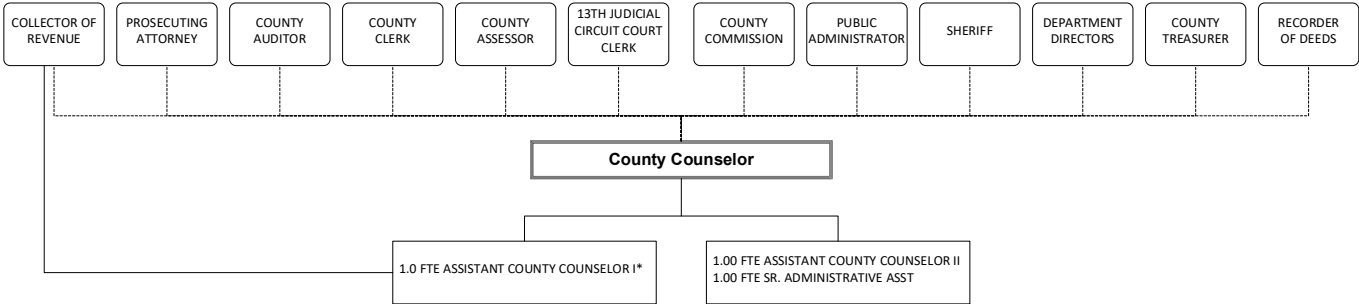 COLLECTOR OF
REVENUE
PROSECUTING
ATTORNEY
COUNTY
AUDITOR
COUNTY
CLERK
COUNTY
ASSESSOR
13TH JUDICIAL
CIRCUIT COURT
CLERK
COUNTY
COMMISSION
PUBLIC
ADMINISTRATOR
SHERIFF
DEPARTMENT
DIRECTORS
COUNTY
TREASURER
RECORDER
OF DEEDS
County Counselor
1.0 FTE ASSISTANT COUNTY COUNSELOR I*
1.00 FTE ASSISTANT COUNTY COUNSELOR II
1.00 FTE SR. ADMINISTRATIVE ASST